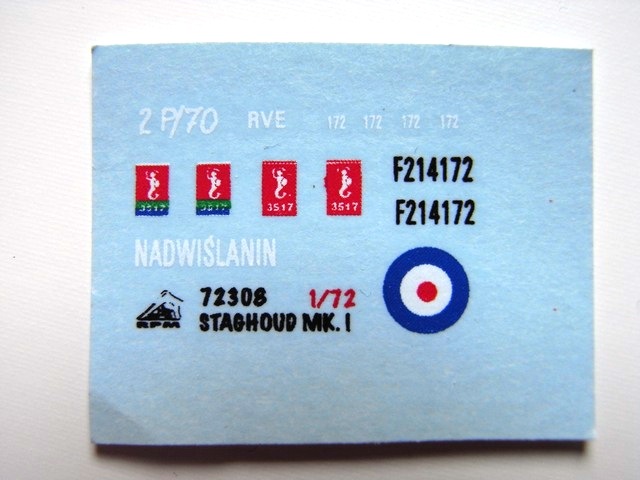 2 P/70 RVE 172 172 172 172
3517 3517 3517 3517
F214172
F214172
NADWIŚLANIN
72308 1/72
RPM STAGHOUD MK. I